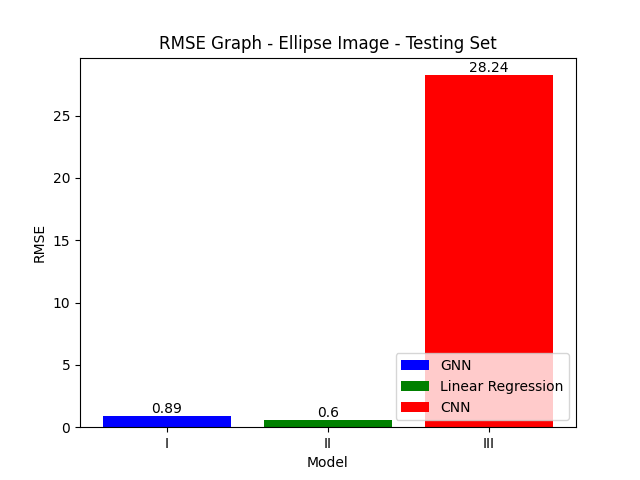 RMSE Graph - Ellipse Image - Testing Set
28.24
25
20
15
10
5
0
RMSE
0.89
0.6
GNN
Linear Regression
CNN
I
II
III
Model